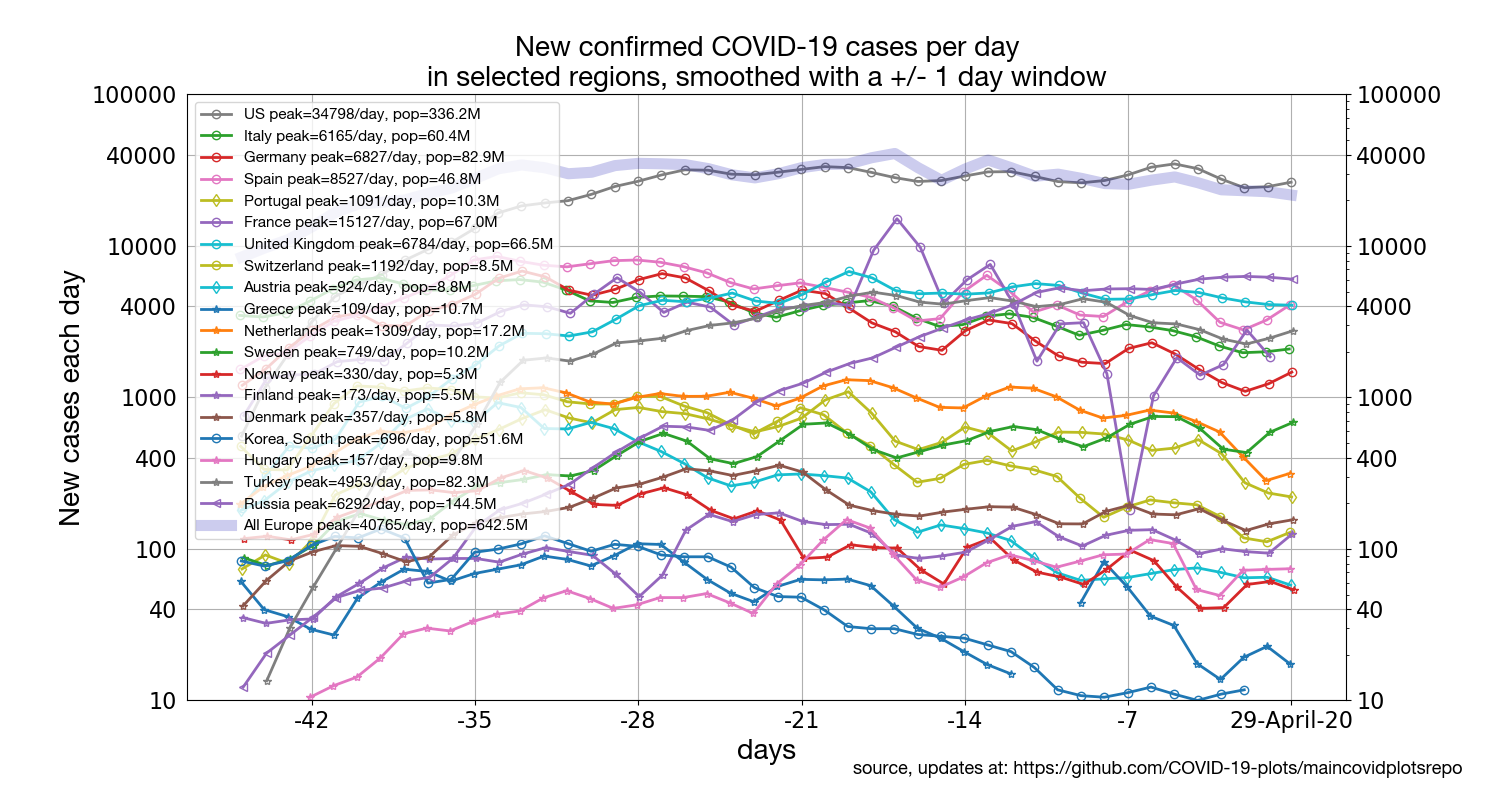 New confirmed COVID-19 cases per day
in selected regions, smoothed with a +/- 1 day window
100000
40000
10000
4000
1000
400
100
40
10
New cases each day
US peak=34798/day, pop=336.2M
Italy peak=6165/day, pop=60.4M
Germany peak=6827/day, pop=82.9M
Spain peak=8527/day, pop=46.8M
Portugal peak=1091/day, pop=10.3M
France peak=15127/day, pop=67.0M
United Kingdom peak=6784/day, pop=66.5M
Switzerland peak=1192/day, pop=8.5M
Austria peak=924/day, pop=8.8M
Greece peak=109/day, pop=10.7M
Netherlands peak=1309/day, pop=17.2M
Sweden peak=749/day, pop=10.2M
Norway peak=330/day, pop=5.3M
Finland peak=173/day, pop=5.5M
Denmark peak=357/day, pop=5.8M
Korea, South peak=696/day, pop=51.6M
Hungary peak=157/day, pop=9.8M
Turkey peak=4953/day, pop=82.3M
Russia peak=6292/day, pop=144.5M
All Europe peak=40765/day, pop=642.5M
100000
40000
10000
4000
1000
400
100
40
10
-42 -35 -28 -21 -14 -7 29-April-20
days
source, updates at: https://github.com/COVID-19-plots/maincovidplotsrepo